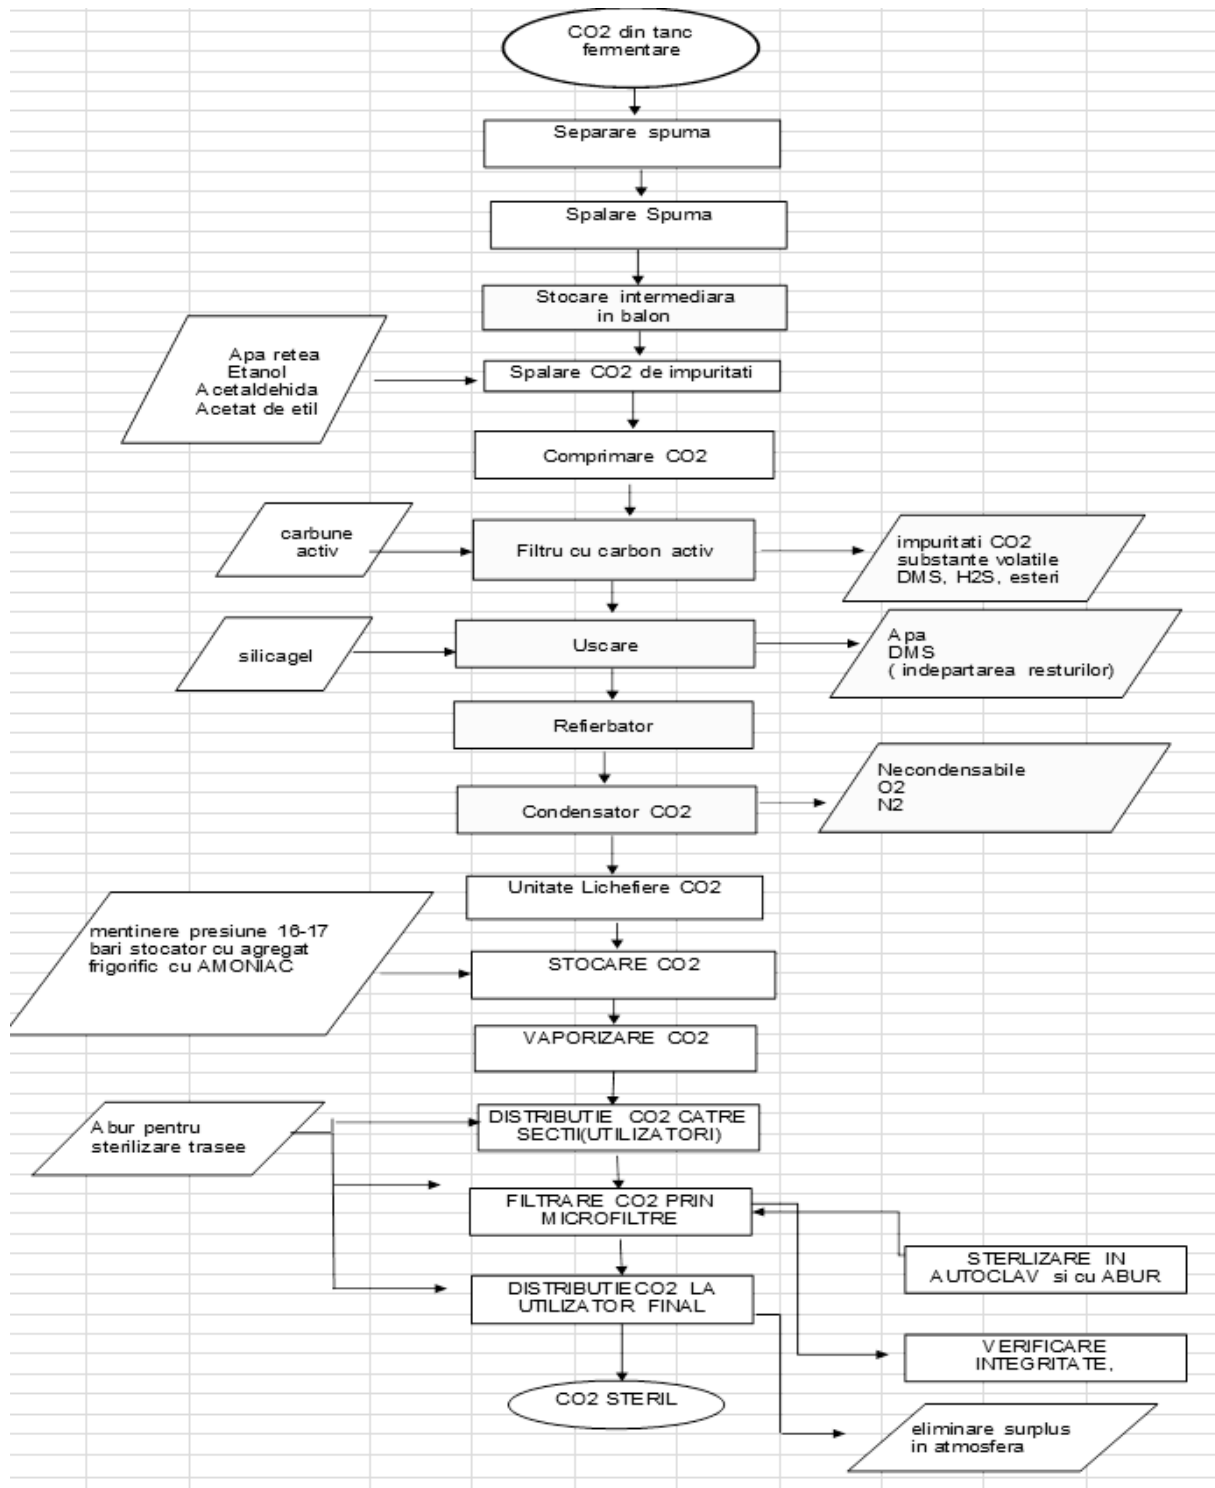 CO2 din tanc
fermentare
Separare spuma
Spalare Spuma
Stocare intermediara
in balon
Apa retea
Etanol
Acetaldehida
Acetat de etil
Spalare CO2 de impuritati
Comprimare CO2
carbune
activ
Filtru cu carbon activ
impuritati CO2
substante volatile
DMS, H2S, esteri
silicagel
Uscare
Apa
DMS
( indepartarea resturilor)
Refierbator
Necondensabile
O2
N2
Condensator CO2
Unitate Lichefiere CO2
mentinere presiune 16-17
bari stocator cu agregat
frigorific cu AMONIAC
STOCARE CO2
VAPORIZARE CO2
Abur pentru
sterilizare trasee
DISTRIBUTIE CO2 CATRE
SECTII(UTILIZATORI)
FILTRARE CO2 PRIN
MICROFILTRE
STERLIZARE IN
AUTOCLAV si cu ABUR
DISTRIBUTIE CO2 LA
UTILIZATOR FINAL
VERIFICARE
INTEGRITATE,
CO2 STERIL
eliminare surplus
in atmosfera